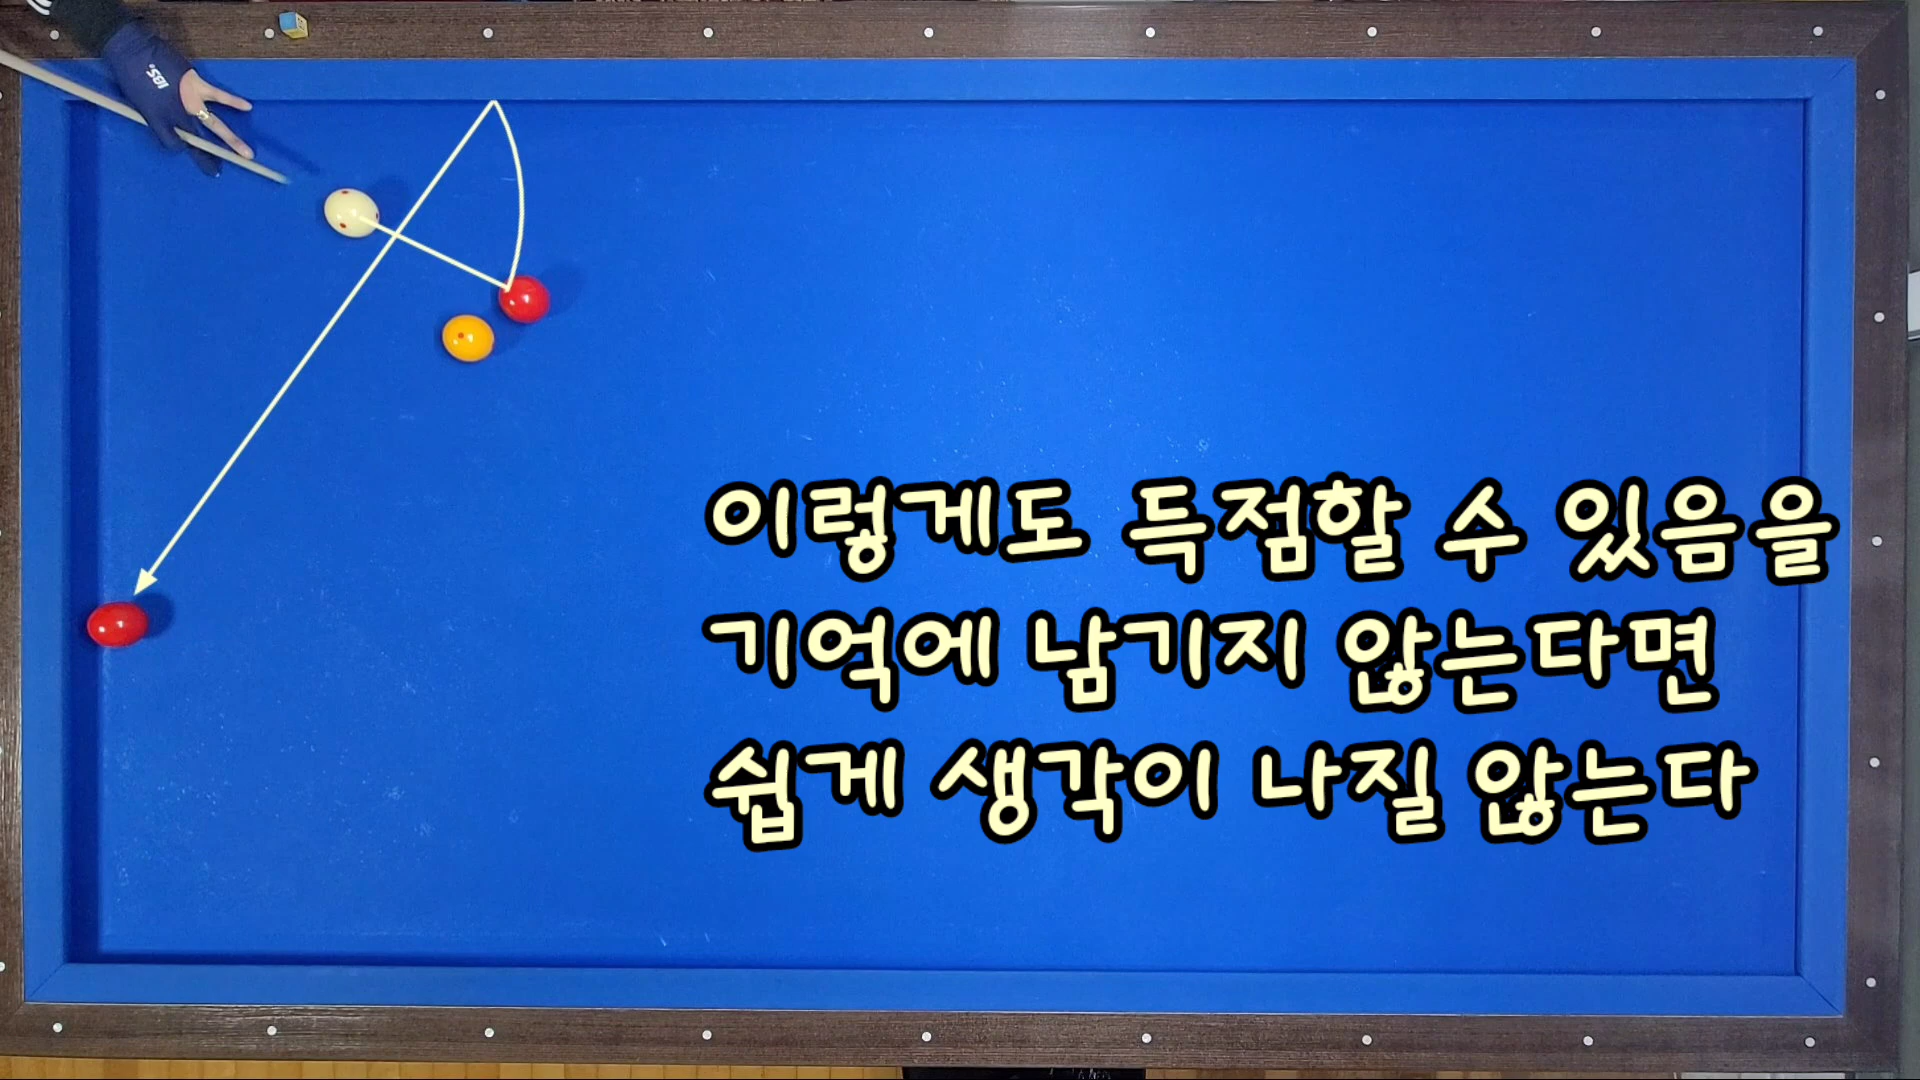 IBS.
이렇게도 득점할 수 있음을
기억에 남기지 않는다면
쉽게 생각이 나질 않는다